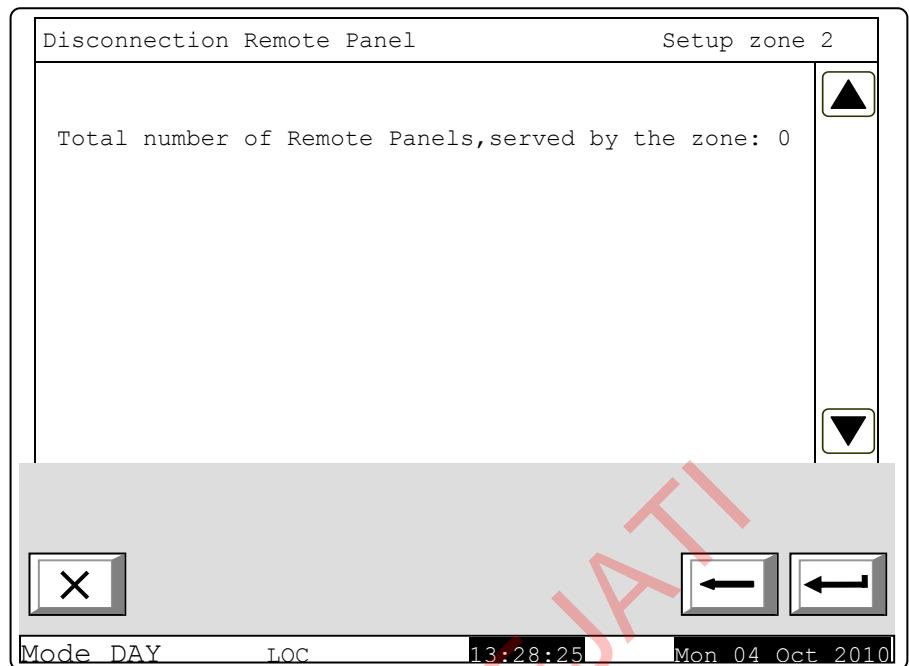 Disconnection Remote Panel Setup zone 2
Total number of Remote Panels,served by the zone: 0
Mode DAY LOC 13:28:25 Mon 04 Oct 2010
JATI